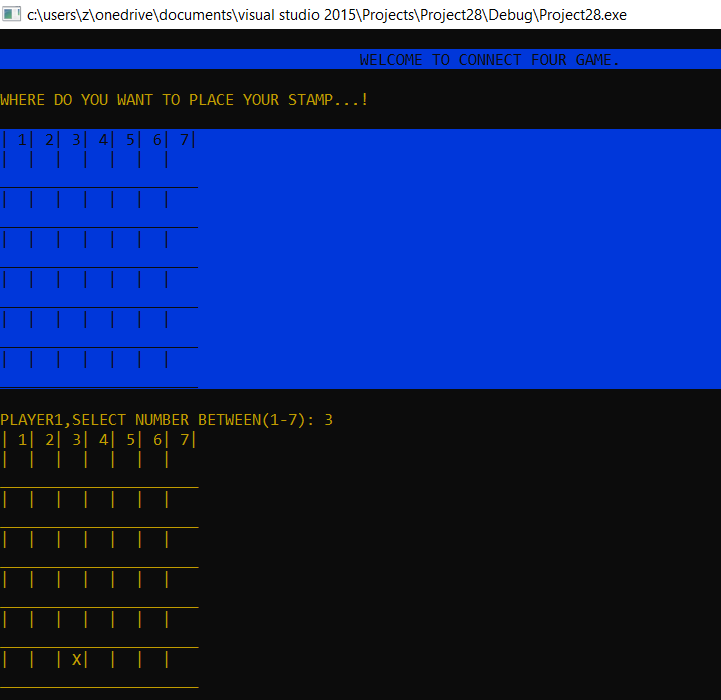 c:\users\z\onedrive\documents\visual studio 2015\Projects\Project28\Debug\Project28.exe
WELCOME TO CONNECT FOUR GAME.
WHERE DO YOU WANT TO PLACE YOUR STAMP...!
| 1| 2| 3| 4| 5| 6| 7|
|  |  |  |  |  |  |
______________________
|  |  |  |  |  |  |
______________________
|  |  |  |  |  |  |
______________________
|  |  |  |  |  |  |
______________________
|  |  |  |  |  |  |
______________________
|  |  |  |  |  |  |
______________________
PLAYER1,SELECT NUMBER BETWEEN(1-7): 3
| 1| 2| 3| 4| 5| 6| 7|
|  |  |  |  |  |  |
______________________
|  |  |  |  |  |  |
______________________
|  |  |  |  |  |  |
______________________
|  |  |  |  |  |  |
______________________
|  |  |  |  |  |  |
______________________
|  |  | X|  |  |  |
______________________